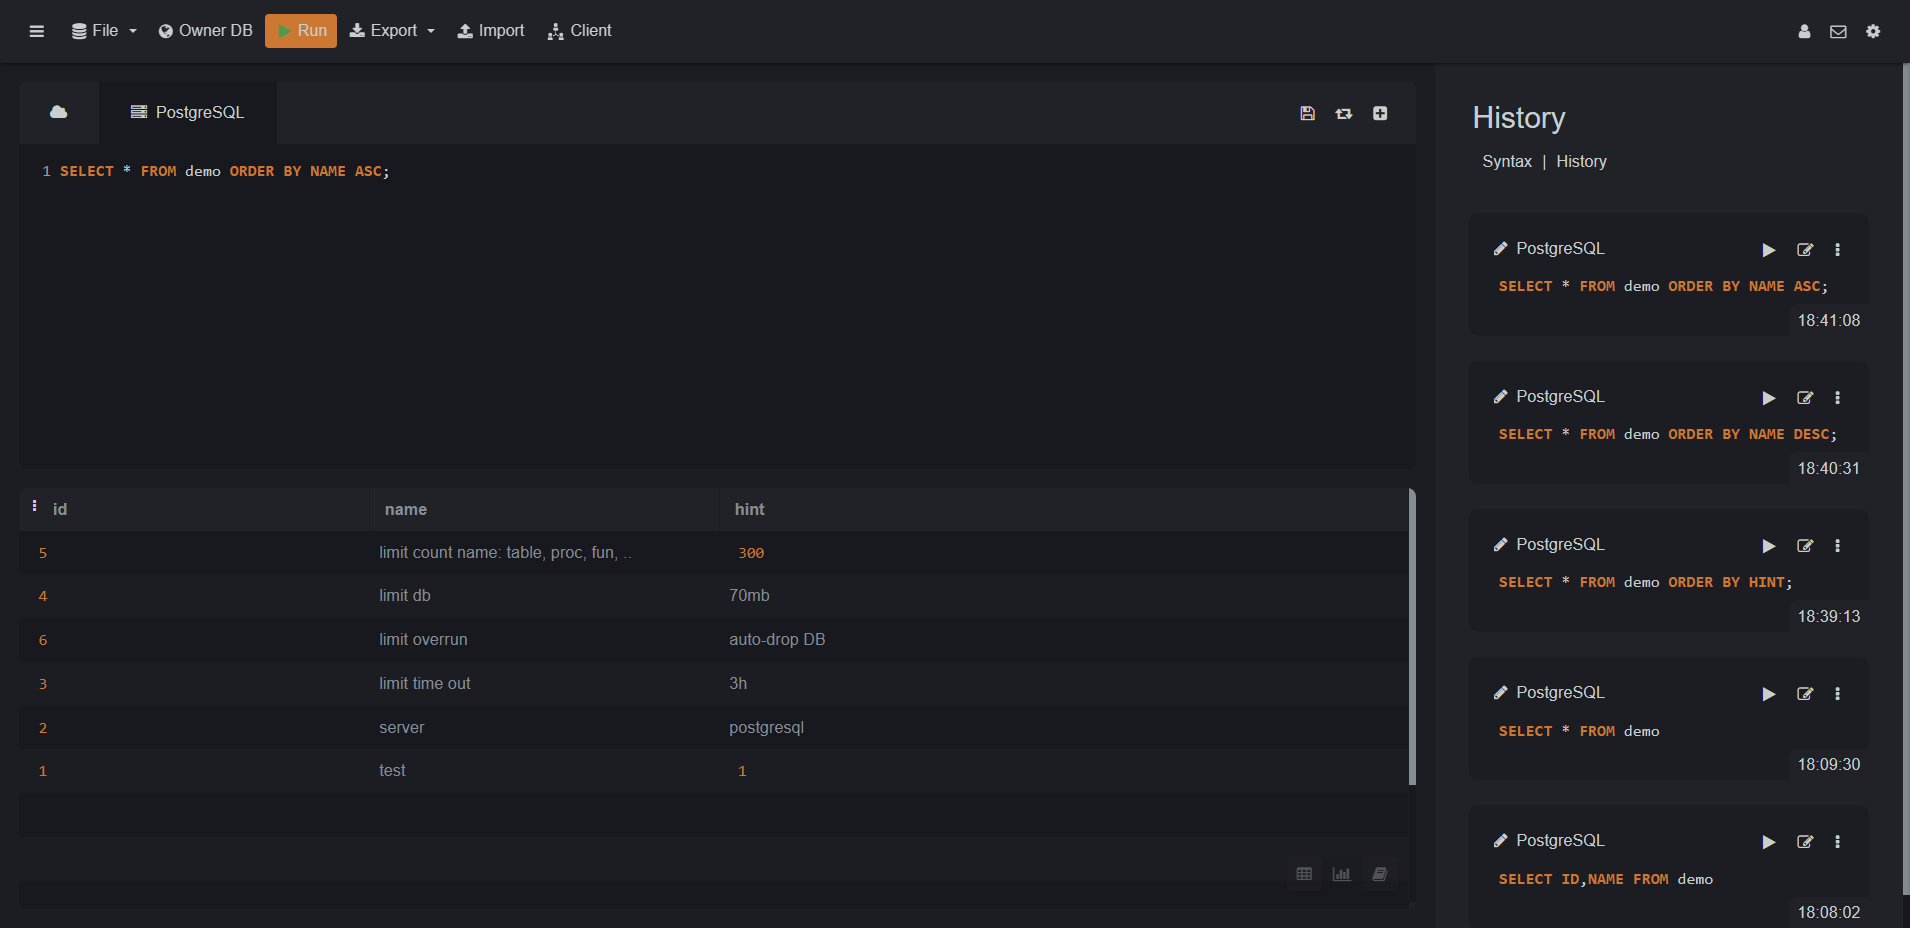 File Owner DB Run Export Import Client
PostgreSQL
1 SELECT * FROM demo ORDER BY NAME ASC;
id name hint
5 limit count name: table, proc, fun, .. 300
4 limit db 70mb
6 limit overrun auto-drop DB
3 limit time out 3h
2 server postgresql
1 test 1
History
Syntax | History
PostgreSQL
SELECT * FROM demo ORDER BY NAME ASC;
18:41:08
PostgreSQL
SELECT * FROM demo ORDER BY NAME DESC;
18:40:31
PostgreSQL
SELECT * FROM demo ORDER BY HINT;
18:39:13
PostgreSQL
SELECT * FROM demo
18:09:30
PostgreSQL
SELECT ID,NAME FROM demo
18:08:02